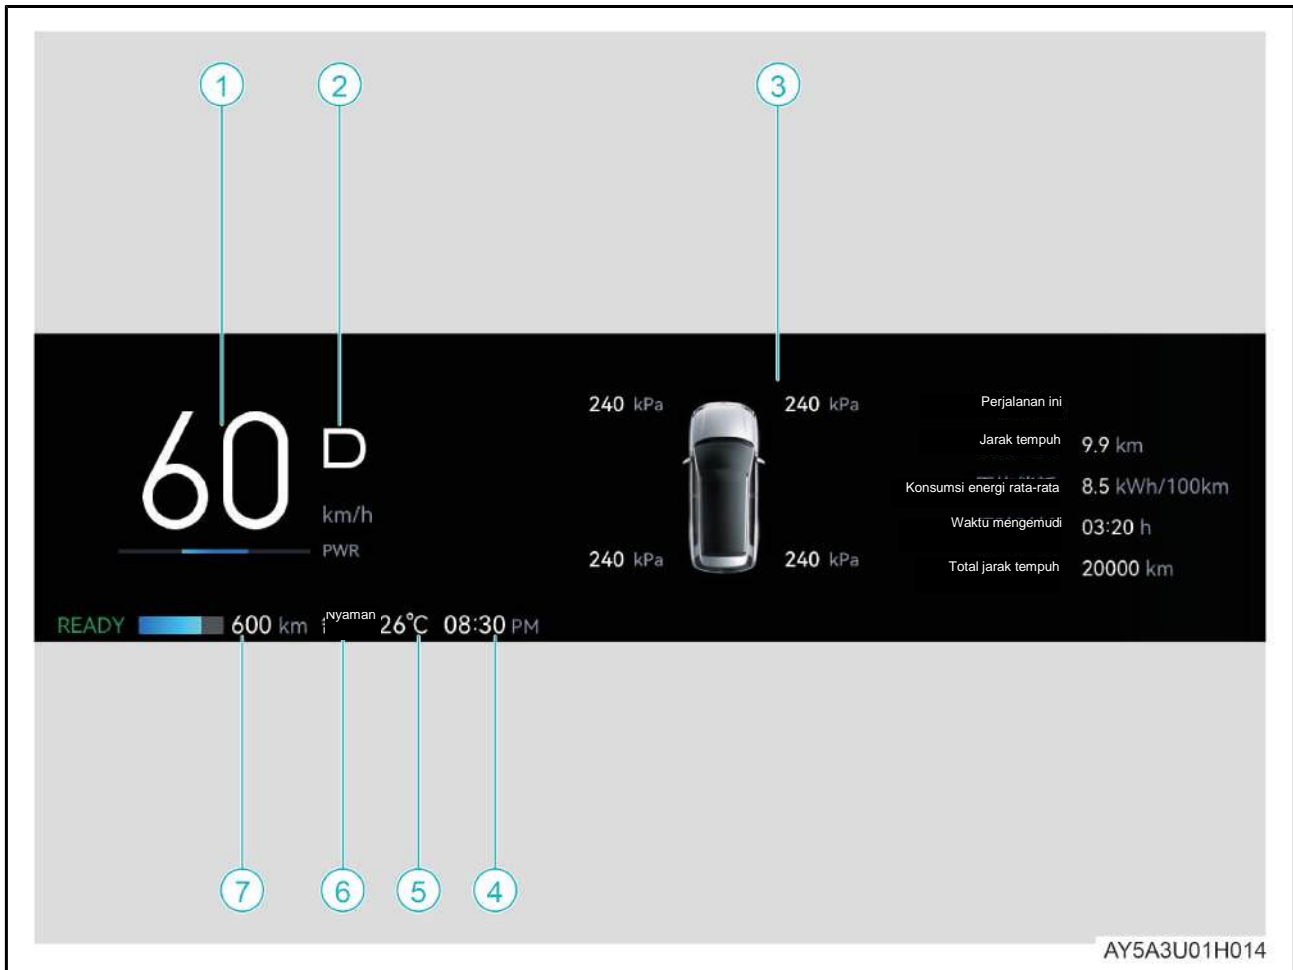 1
2
3
60
D
km/h
PWR
240 kPa
240 kPa
240 kPa
240 kPa
Perjalanan ini
Jarak tempuh 9.9 km
Konsumsi energi rata-rata 8.5 kWh/100km
Waktu mengemudi 03:20 h
Total jarak tempuh 20000 km
READY 600 km Nyaman 26°C 08:30 PM
7
6
5
4
AY5A3U01H014